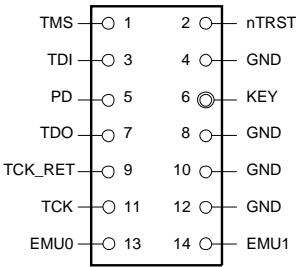 TMS 1 2 nTRST
TDI 3 4 GND
PD 5 6 KEY
TDO 7 8 GND
TCK_RET 9 10 GND
TCK 11 12 GND
EMU0 13 14 EMU1